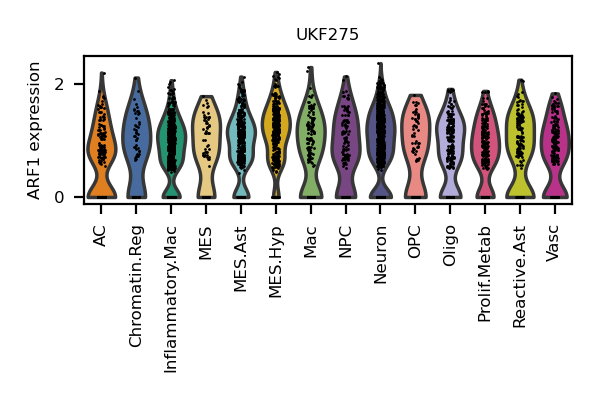 UKF275
ARF1 expression
2
0
AC
Chromatin.Reg
Inflammatory.Mac
MES
MES.Ast
MES.Hyp
Mac
NPC
Neuron
OPC
Oligo
Prolif.Metab
Reactive.Ast
Vasc